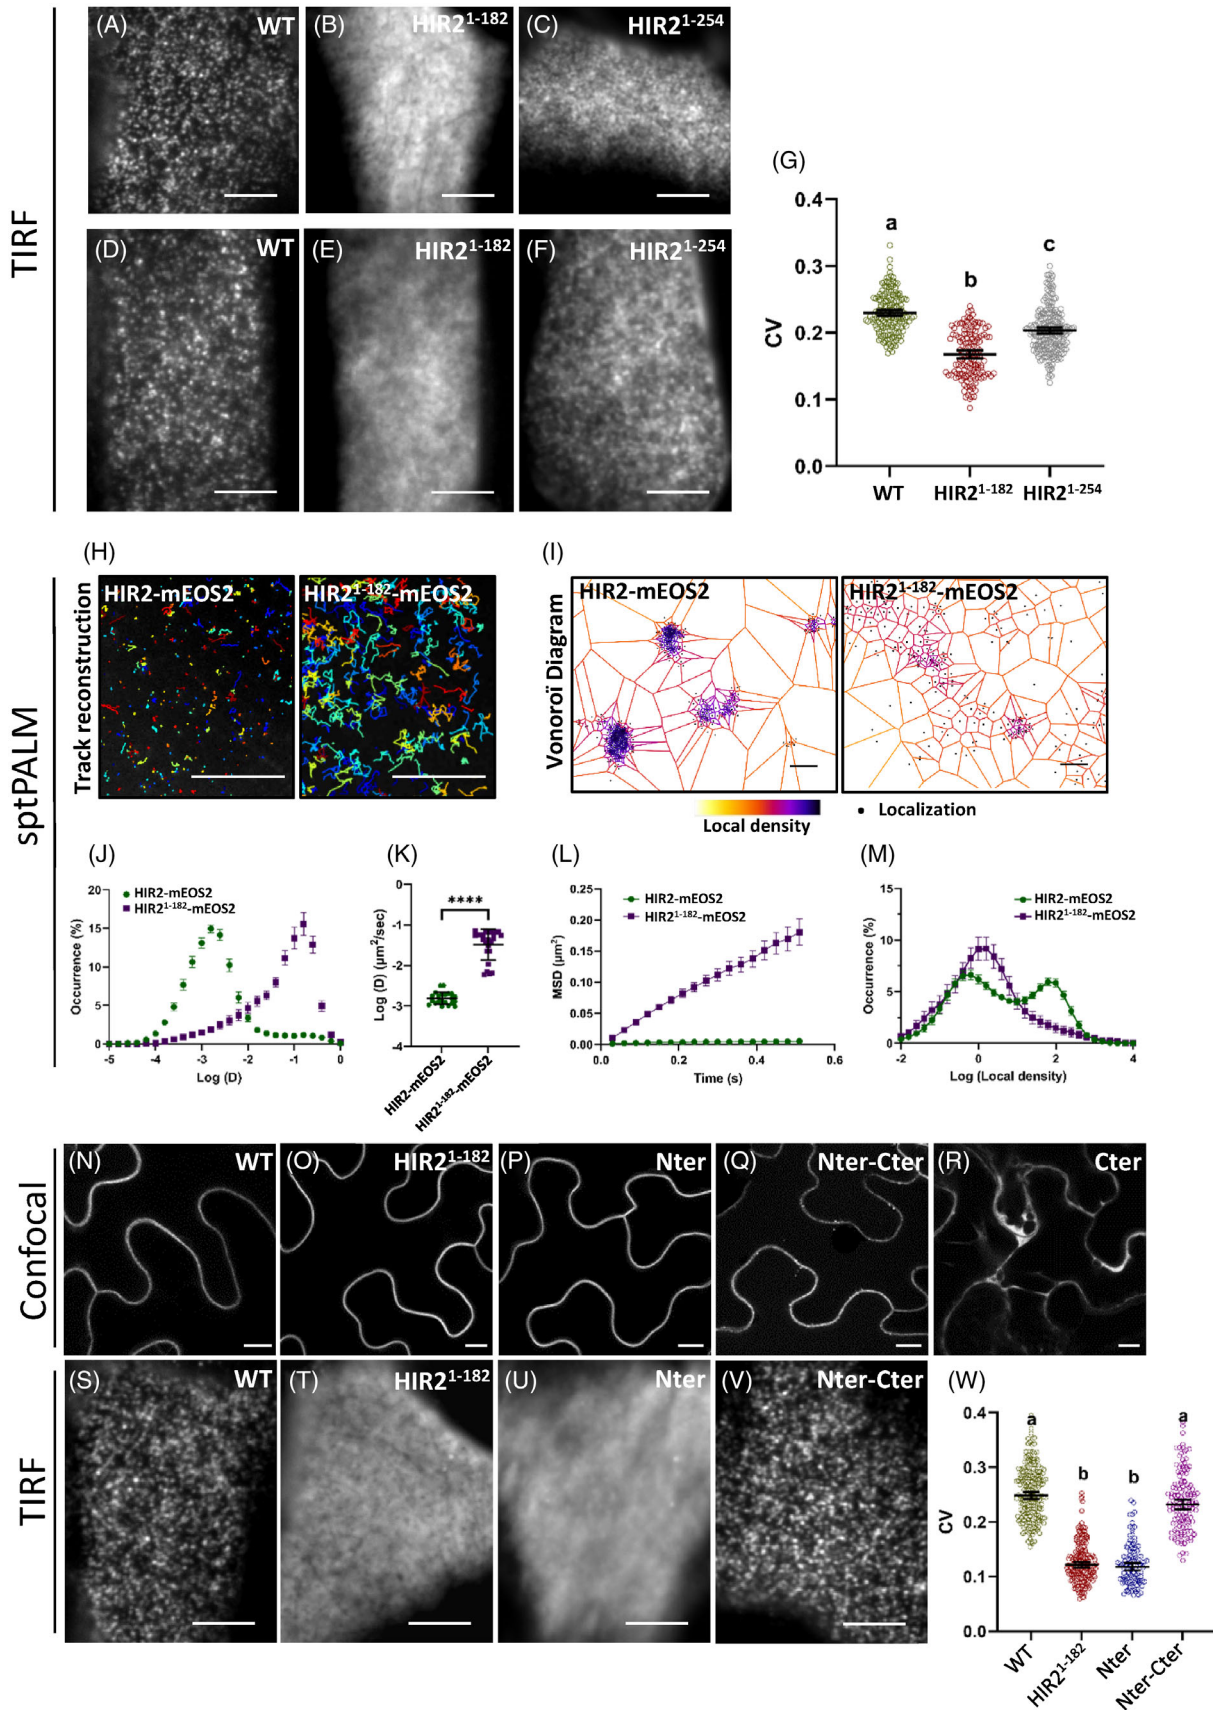 TIRF
(A) WT
(B) HIR2¹⁻¹⁸²
(C) HIR2¹⁻²⁵⁴
(D) WT
(E) HIR2¹⁻¹⁸²
(F) HIR2¹⁻²⁵⁴
(G)
CV
0.4
0.3
0.2
0.1
0.0
a
b
c
WT HIR2¹⁻¹⁸² HIR2¹⁻²⁵⁴
sptPALM
(H)
Track reconstruction
HIR2-mEOS2
HIR2¹⁻¹⁸²-mEOS2
(I)
Vonoroï Diagram
HIR2-mEOS2
HIR2¹⁻¹⁸²-mEOS2
Local density
• Localization
(J)
HIR2-mEOS2
HIR2¹⁻¹⁸²-mEOS2
Occurrence (%)
20
15
10
5
0
-5 -4 -3 -2 -1 0
Log (D)
(K)
Log (D) (µm²/sec)
-0
-1
-2
-3
-4
****
HIR2-mEOS2
HIR2¹⁻¹⁸²-mEOS2
(L)
HIR2-mEOS2
HIR2¹⁻¹⁸²-mEOS2
MSD (µm²)
0.25
0.20
0.15
0.10
0.05
0.00
0.0 0.2 0.4 0.6
Time (s)
(M)
HIR2-mEOS2
HIR2¹⁻¹⁸²-mEOS2
Occurrence (%)
15
10
5
0
-2 0 2 4
Log (Local density)
Confocal
(N) WT
(O) HIR2¹⁻¹⁸²
(P) Nter
(Q) Nter-Cter
(R) Cter
TIRF
(S) WT
(T) HIR2¹⁻¹⁸²
(U) Nter
(V) Nter-Cter
(W)
CV
0.4
0.3
0.2
0.1
0.0
a
b
b
a
WT
HIR2¹⁻¹⁸²
Nter
Nter-Cter